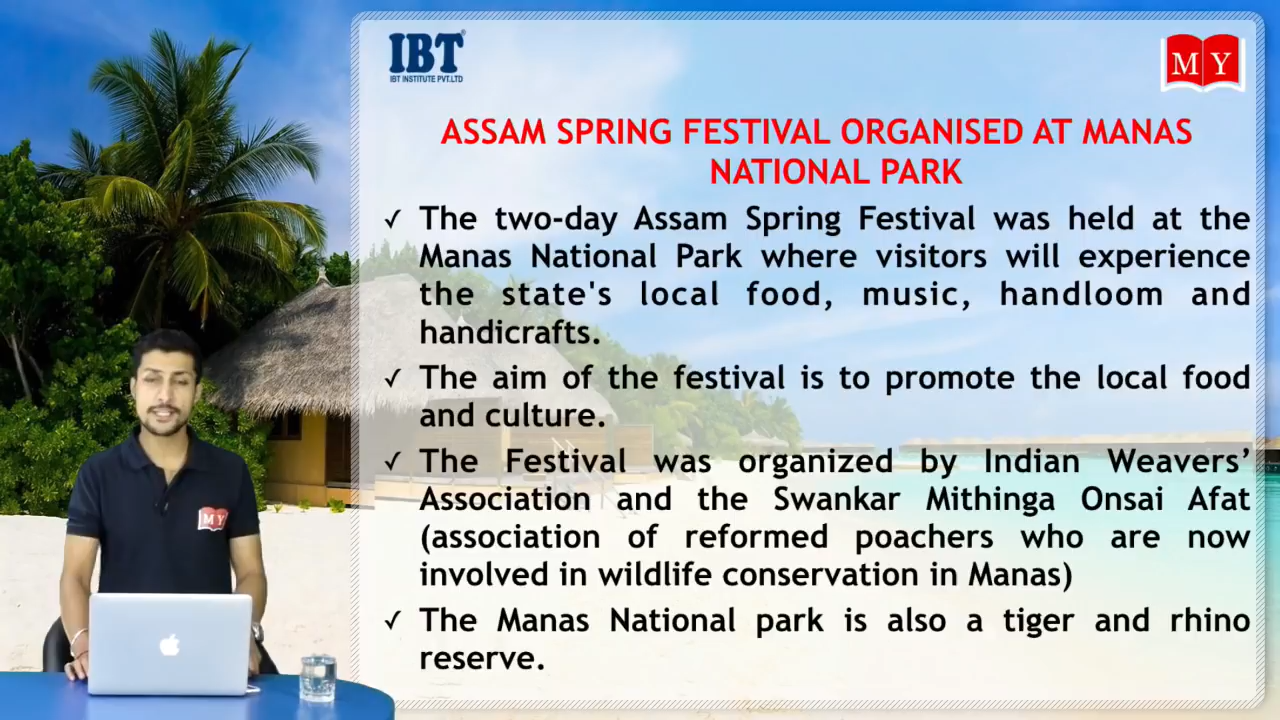 IBT
IBT INSTITUTE PVT.LTD
M Y
ASSAM SPRING FESTIVAL ORGANISED AT MANAS
NATIONAL PARK
✓ The two-day Assam Spring Festival was held at the
Manas National Park where visitors will experience
the state's local food, music, handloom and
handicrafts.
✓ The aim of the festival is to promote the local food
and culture.
✓ The Festival was organized by Indian Weavers’
Association and the Swankar Mithinga Onsai Afat
(association of reformed poachers who are now
involved in wildlife conservation in Manas)
✓ The Manas National park is also a tiger and rhino
reserve.
MY